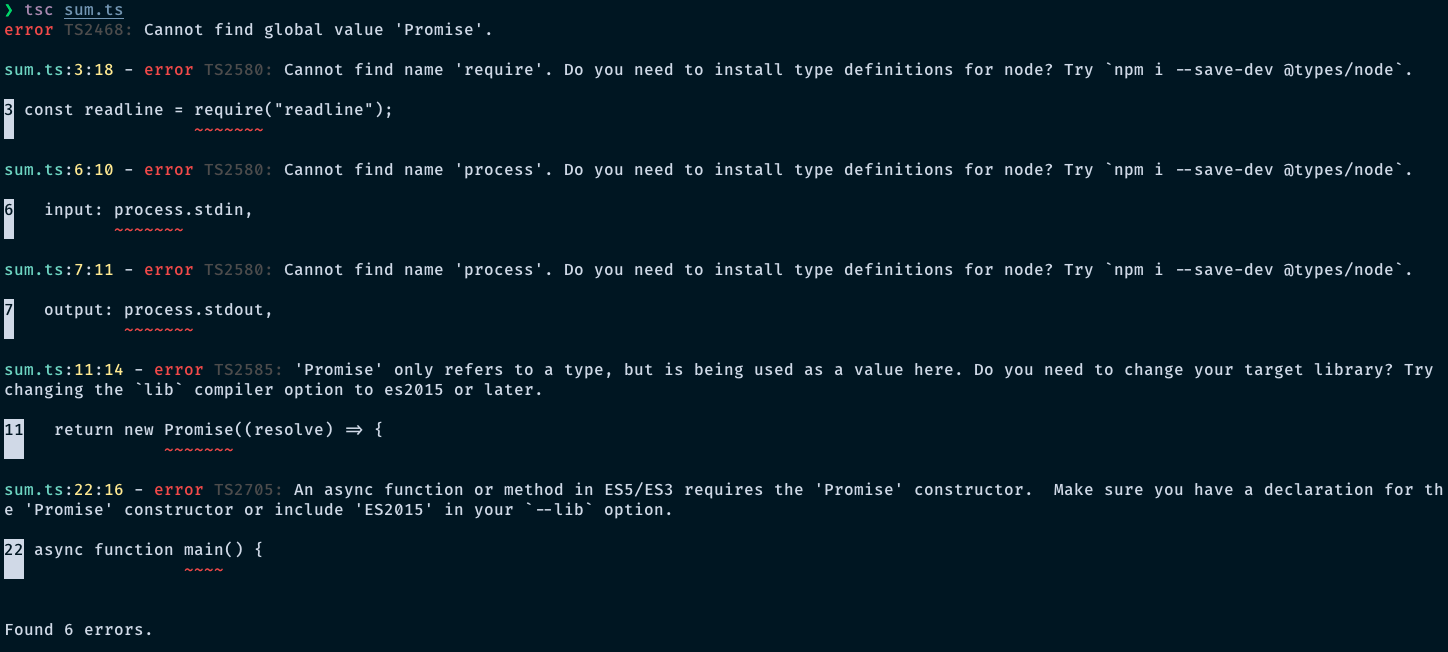 ❯ tsc sum.ts
error TS2468: Cannot find global value 'Promise'.
sum.ts:3:18 - error TS2580: Cannot find name 'require'. Do you need to install type definitions for node? Try `npm i --save-dev @types/node`.
3 const readline = require("readline");
~~~~~~~
sum.ts:6:10 - error TS2580: Cannot find name 'process'. Do you need to install type definitions for node? Try `npm i --save-dev @types/node`.
6   input: process.stdin,
~~~~~~~
sum.ts:7:11 - error TS2580: Cannot find name 'process'. Do you need to install type definitions for node? Try `npm i --save-dev @types/node`.
7   output: process.stdout,
~~~~~~~
sum.ts:11:14 - error TS2585: 'Promise' only refers to a type, but is being used as a value here. Do you need to change your target library? Try
changing the `lib` compiler option to es2015 or later.
11   return new Promise((resolve) => {
~~~~~~~
sum.ts:22:16 - error TS2705: An async function or method in ES5/ES3 requires the 'Promise' constructor.  Make sure you have a declaration for th
e 'Promise' constructor or include 'ES2015' in your `--lib` option.
22 async function main() {
~~~~
Found 6 errors.